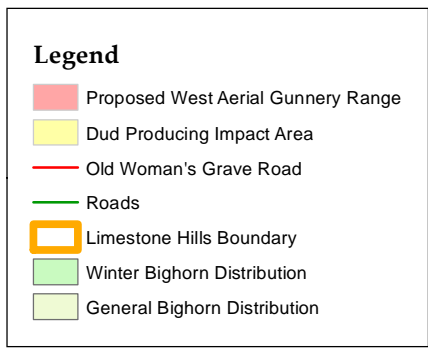 Legend
Proposed West Aerial Gunnery Range
Dud Producing Impact Area
Old Woman's Grave Road
Roads
Limestone Hills Boundary
Winter Bighorn Distribution
General Bighorn Distribution